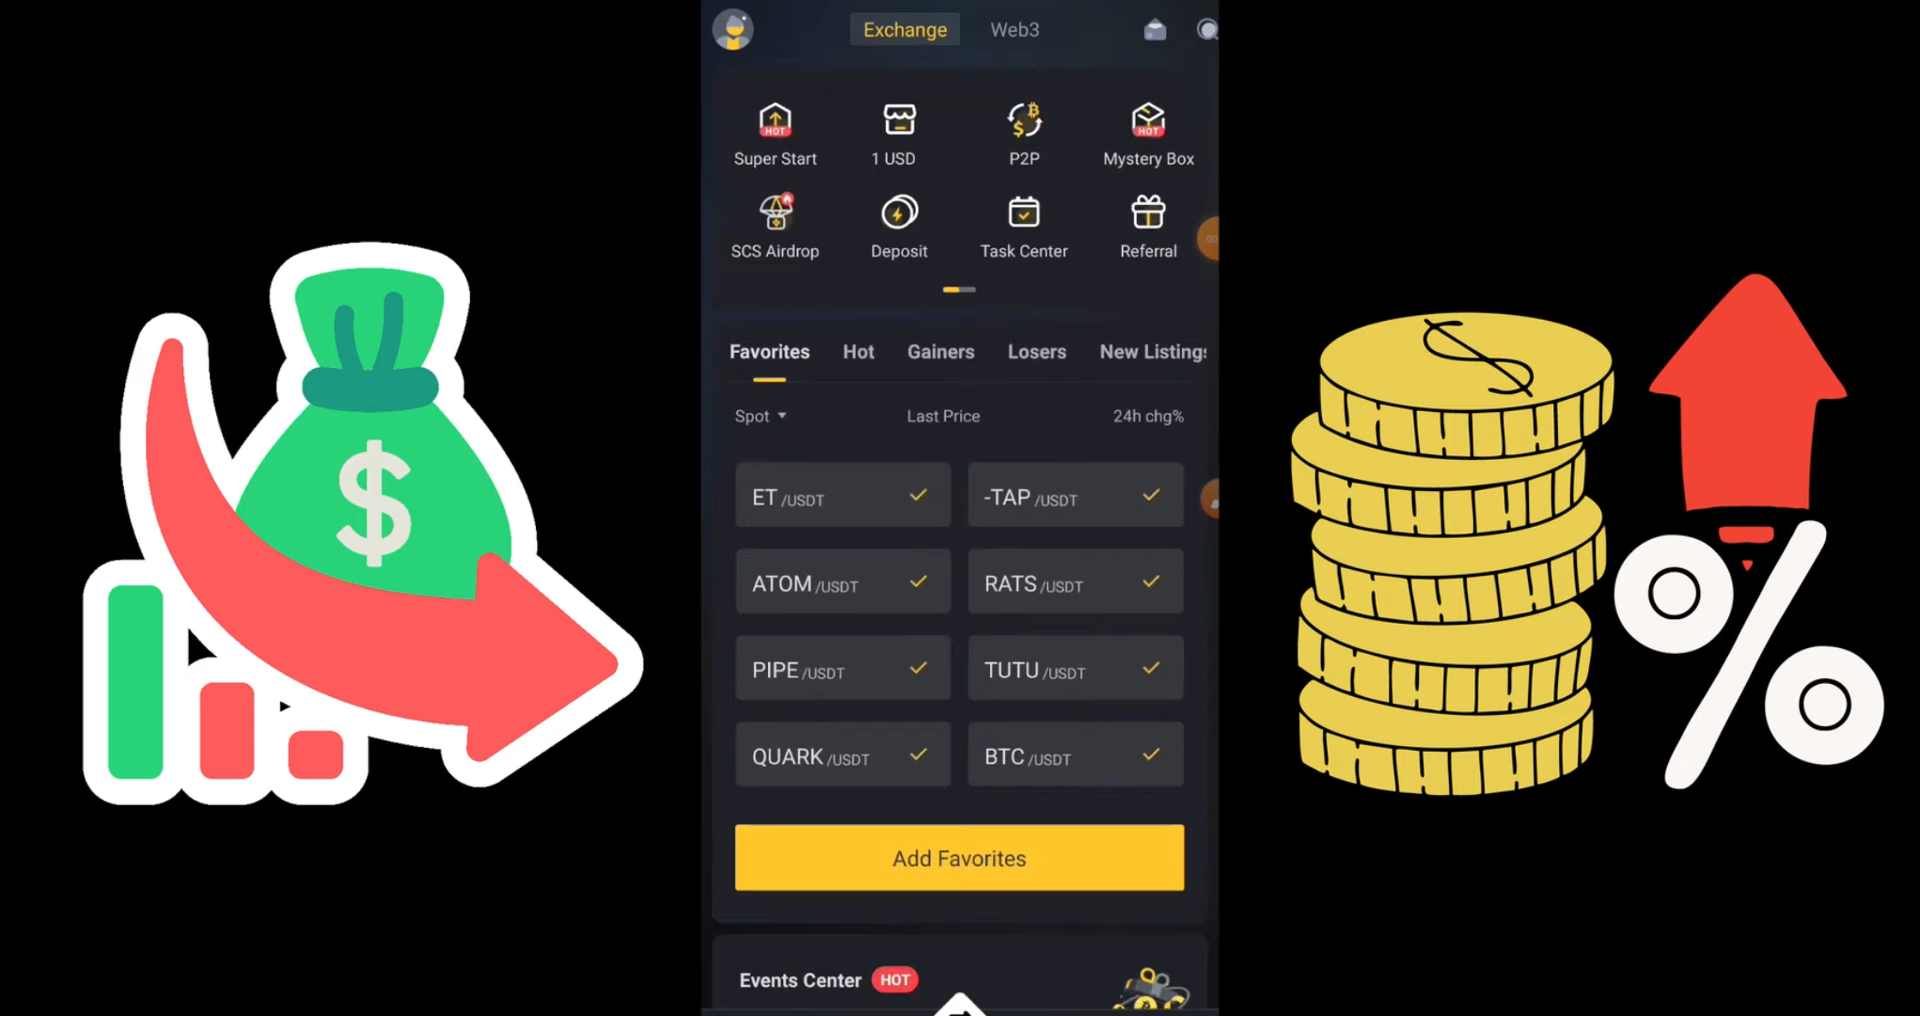 Exchange Web3
HOT HOT
Super Start 1 USD P2P Mystery Box
SCS Airdrop Deposit Task Center Referral
Favorites Hot Gainers Losers New Listings
Spot Last Price 24h chg%
ET /USDT -TAP /USDT
ATOM /USDT RATS /USDT
PIPE /USDT TUTU /USDT
QUARK /USDT BTC /USDT
Add Favorites
Events Center HOT
$
$
%